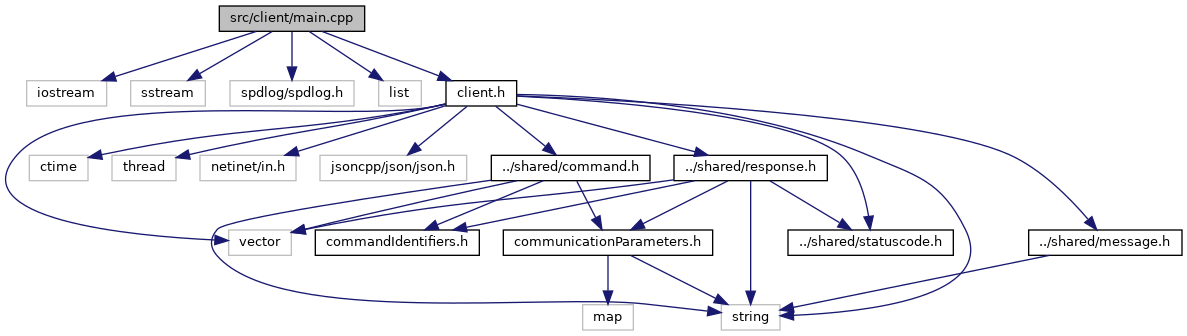 src/client/main.cpp
iostream
sstream
spdlog/spdlog.h
list
client.h
ctime
thread
netinet/in.h
jsoncpp/json/json.h
../shared/command.h
../shared/response.h
vector
commandIdentifiers.h
communicationParameters.h
../shared/statuscode.h
../shared/message.h
map
string